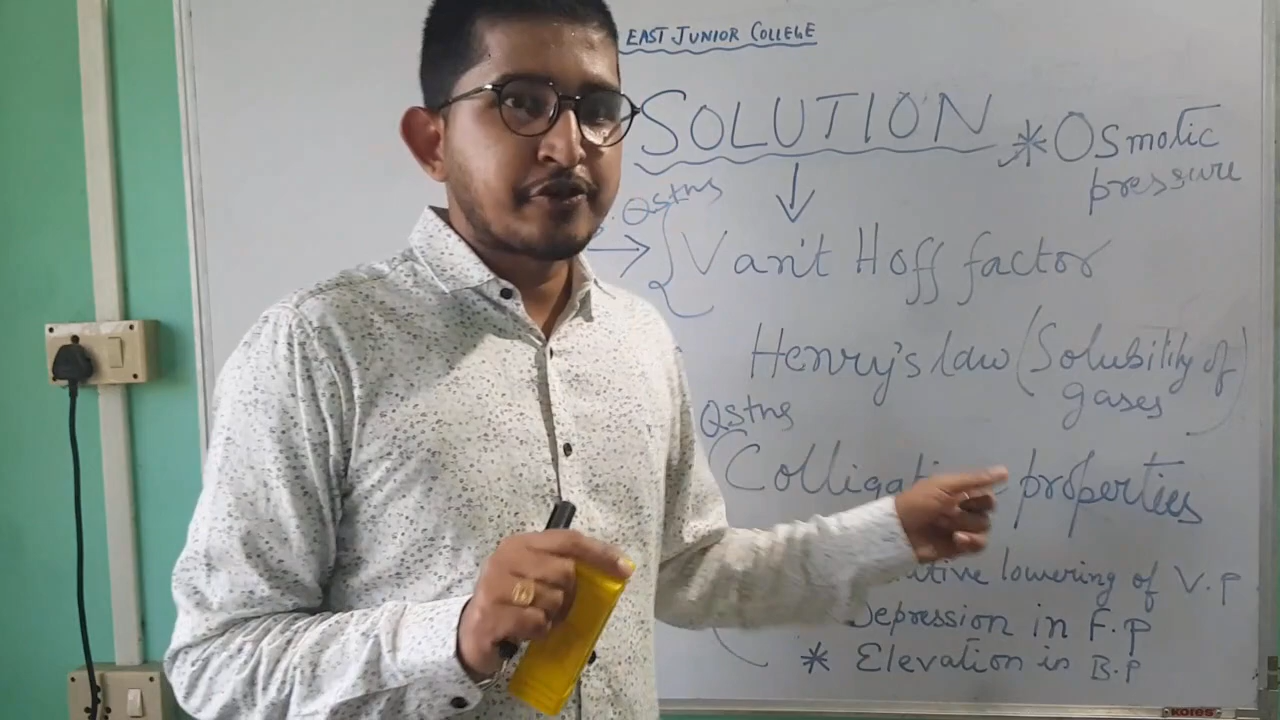 EAST JUNIOR COLLEGE
SOLUTION
* Osmotic
pressure
Qstns
Van't Hoff factor
Henry's law (Solubility of
gases)
Qstns
properties
lowering of V.P
Depression in F.P
* Elevation in B.P
kores